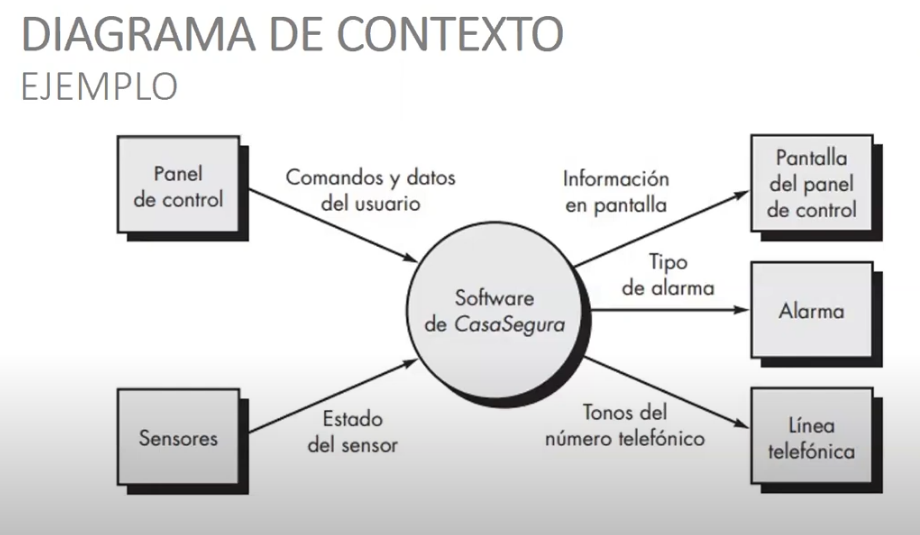 DIAGRAMA DE CONTEXTO
EJEMPLO
Panel
de control
Comandos y datos
del usuario
Información
en pantalla
Pantalla
del panel
de control
Software
de CasaSegura
Tipo
de alarma
Alarma
Sensores
Estado
del sensor
Tonos del
número telefónico
Línea
telefónica